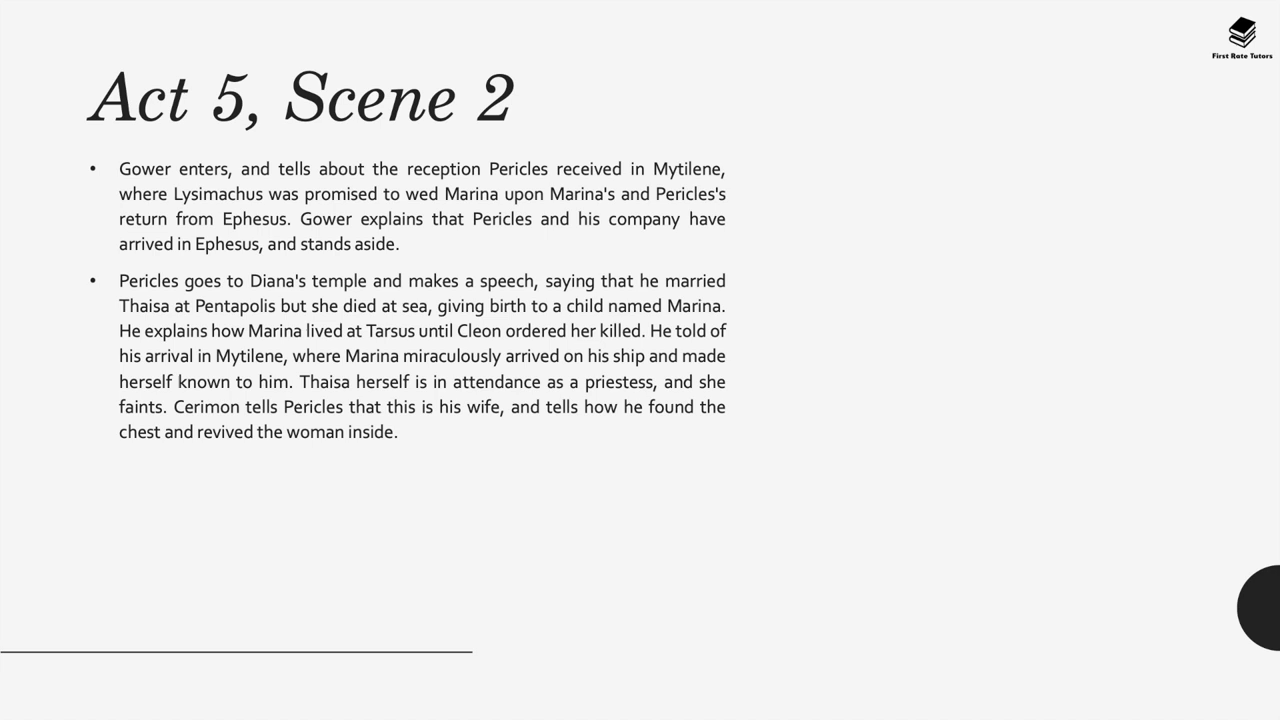 First Rate Tutors
Act 5, Scene 2
• Gower enters, and tells about the reception Pericles received in Mytilene,
where Lysimachus was promised to wed Marina upon Marina's and Pericles's
return from Ephesus. Gower explains that Pericles and his company have
arrived in Ephesus, and stands aside.
• Pericles goes to Diana's temple and makes a speech, saying that he married
Thaisa at Pentapolis but she died at sea, giving birth to a child named Marina.
He explains how Marina lived at Tarsus until Cleon ordered her killed. He told of
his arrival in Mytilene, where Marina miraculously arrived on his ship and made
herself known to him. Thaisa herself is in attendance as a priestess, and she
faints. Cerimon tells Pericles that this is his wife, and tells how he found the
chest and revived the woman inside.